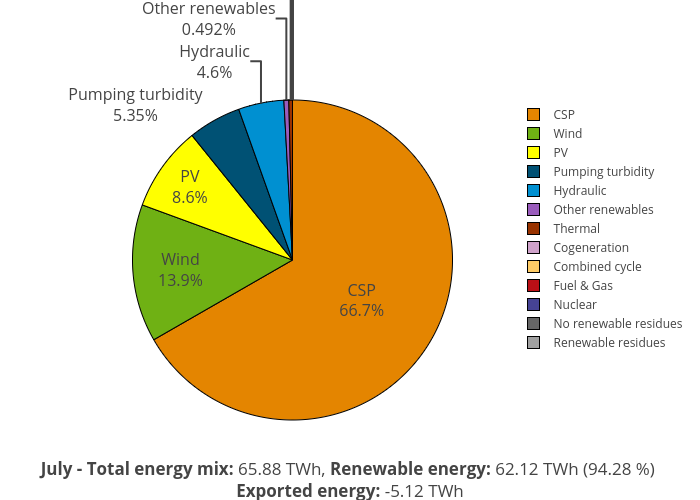 Other renewables
0.492%
Hydraulic
4.6%
Pumping turbidity
5.35%
PV
8.6%
Wind
13.9%
CSP
66.7%
CSP
Wind
PV
Pumping turbidity
Hydraulic
Other renewables
Thermal
Cogeneration
Combined cycle
Fuel & Gas
Nuclear
No renewable residues
Renewable residues
July - Total energy mix: 65.88 TWh, Renewable energy: 62.12 TWh (94.28 %)
Exported energy: -5.12 TWh